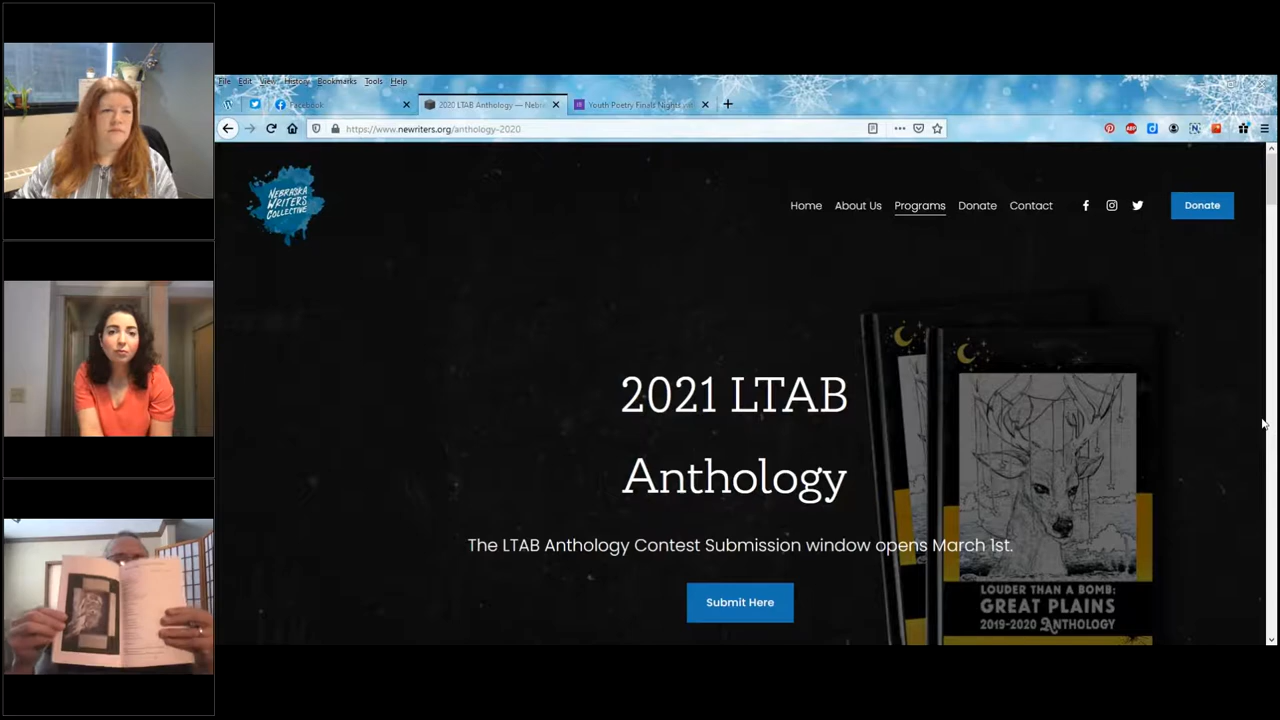 File Edit View History Bookmarks Tools Help
Facebook
2020 LTAB Anthology — Nebr
Youth Poetry Finals Nights
https://www.newriters.org/anthology-2020
NEBRASKA
WRITERS
COLLECTIVE
Home About Us Programs Donate Contact
Donate
2021 LTAB
Anthology
The LTAB Anthology Contest Submission window opens March 1st.
Submit Here
LOUDER THAN A BOMB:
GREAT PLAINS
2019-2020 ANTHOLOGY